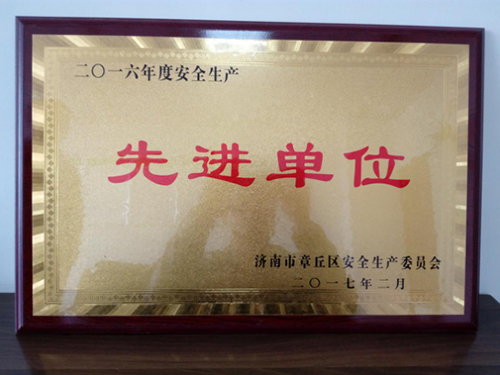 二〇一六年度安全生产
先进单位
济南市章丘区安全生产委员会
二〇一七年二月